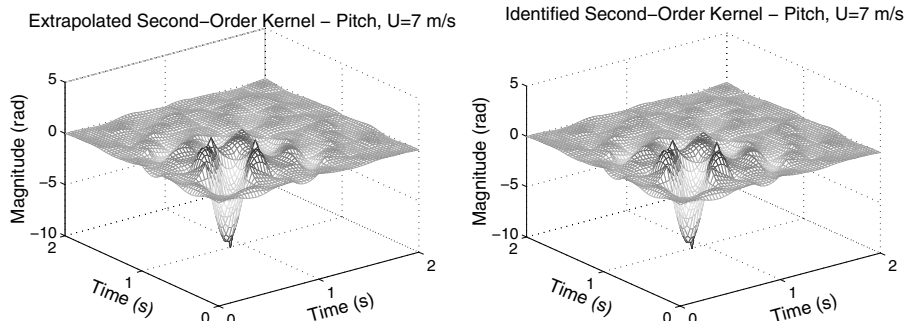 Extrapolated Second−Order Kernel − Pitch, U=7 m/s
5
0
−5
−10
Magnitude (rad)
2
1
0
Time (s)
0
1
2
Time (s)
Identified Second−Order Kernel − Pitch, U=7 m/s
5
0
−5
−10
Magnitude (rad)
2
1
0
Time (s)
0
1
2
Time (s)